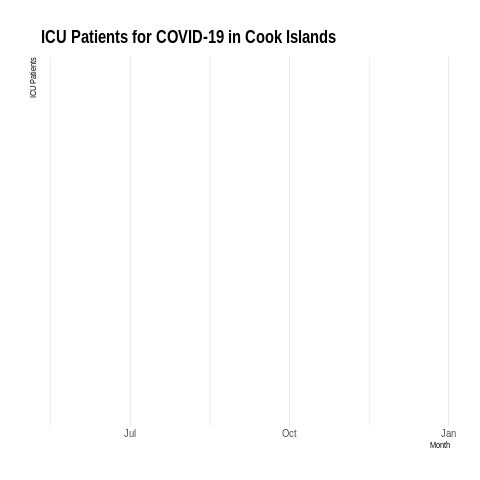 ICU Patients for COVID-19 in Cook Islands
ICU Patients
Jul Oct Jan
Month